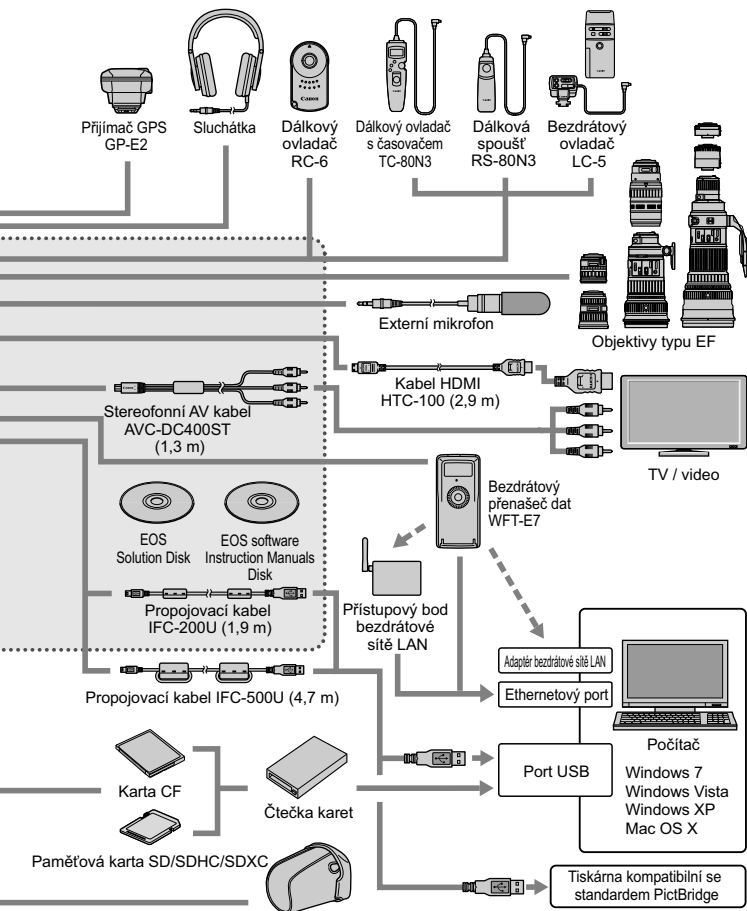 Přijímač GPS
GP-E2
Sluchátka
Canon
Dálkový
ovladač
RC-6
Dálkový ovladač
s časovačem
TC-80N3
Dálková
spoušť
RS-80N3
Bezdrátový
ovladač
LC-5
Externí mikrofon
Objektivy typu EF
Kabel HDMI
HTC-100 (2,9 m)
Stereofonní AV kabel
AVC-DC400ST
(1,3 m)
TV / video
Bezdrátový
přenašeč dat
WFT-E7
EOS
Solution Disk
EOS software
Instruction Manuals
Disk
Přístupový bod
bezdrátové
sítě LAN
Propojovací kabel
IFC-200U (1,9 m)
Adaptér bezdrátové sítě LAN
Ethernetový port
Propojovací kabel IFC-500U (4,7 m)
Počítač
Port USB
Windows 7
Windows Vista
Windows XP
Mac OS X
Karta CF
Čtečka karet
Paměťová karta SD/SDHC/SDXC
Tiskárna kompatibilní se
standardem PictBridge